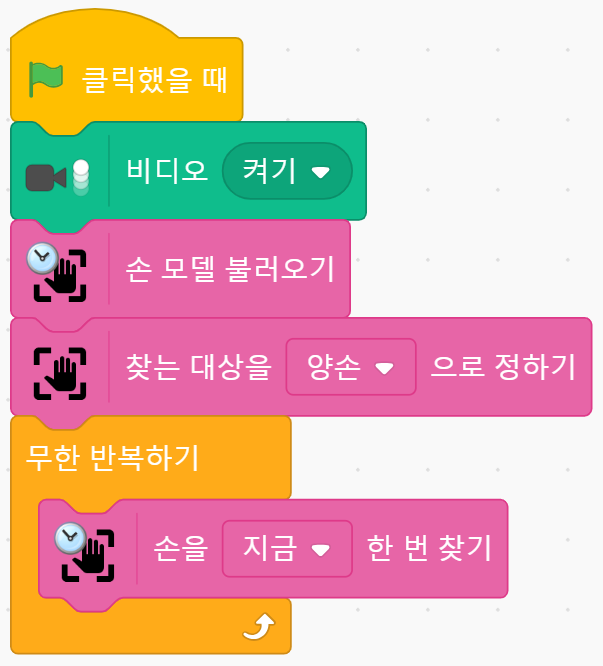 클릭했을 때
비디오 켜기
손 모델 불러오기
찾는 대상을 양손 으로 정하기
무한 반복하기
손을 지금 한 번 찾기